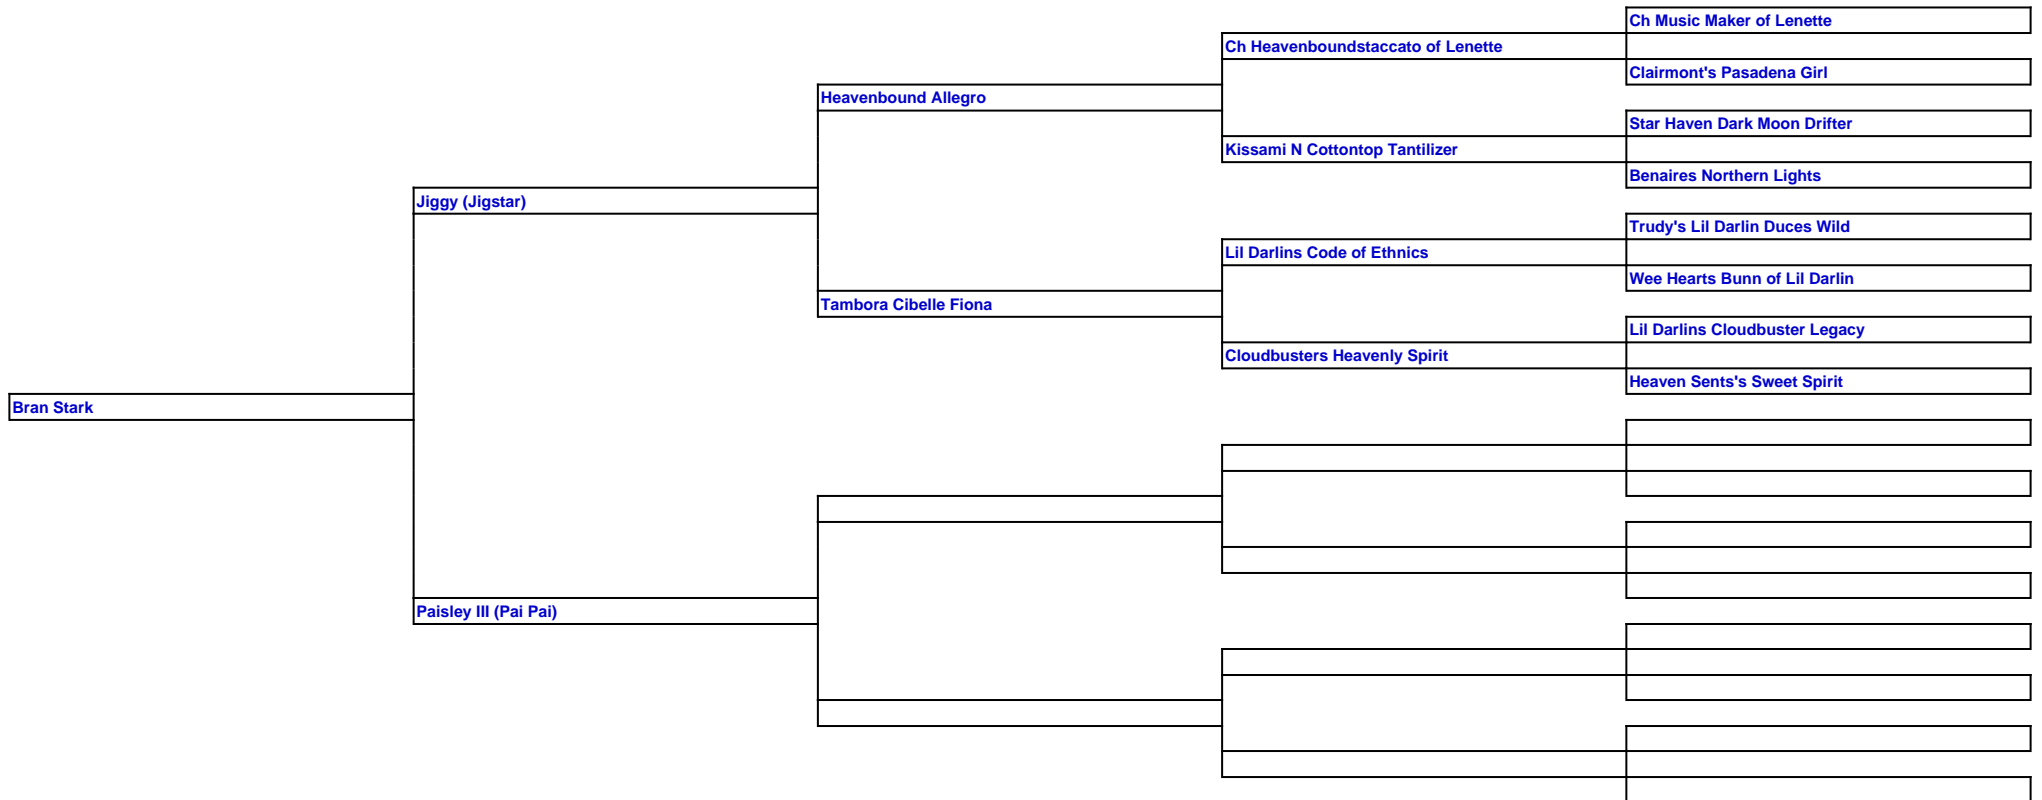 Ch Music Maker of Lenette
Ch Heavenboundstaccato of Lenette
Clairmont's Pasadena Girl
Heavenbound Allegro
Star Haven Dark Moon Drifter
Kissami N Cottontop Tantilizer
Benaires Northern Lights
Jiggy (Jigstar)
Trudy's Lil Darlin Duces Wild
Lil Darlins Code of Ethnics
Wee Hearts Bunn of Lil Darlin
Tambora Cibelle Fiona
Lil Darlins Cloudbuster Legacy
Cloudbusters Heavenly Spirit
Heaven Sents's Sweet Spirit
Bran Stark
Paisley III (Pai Pai)